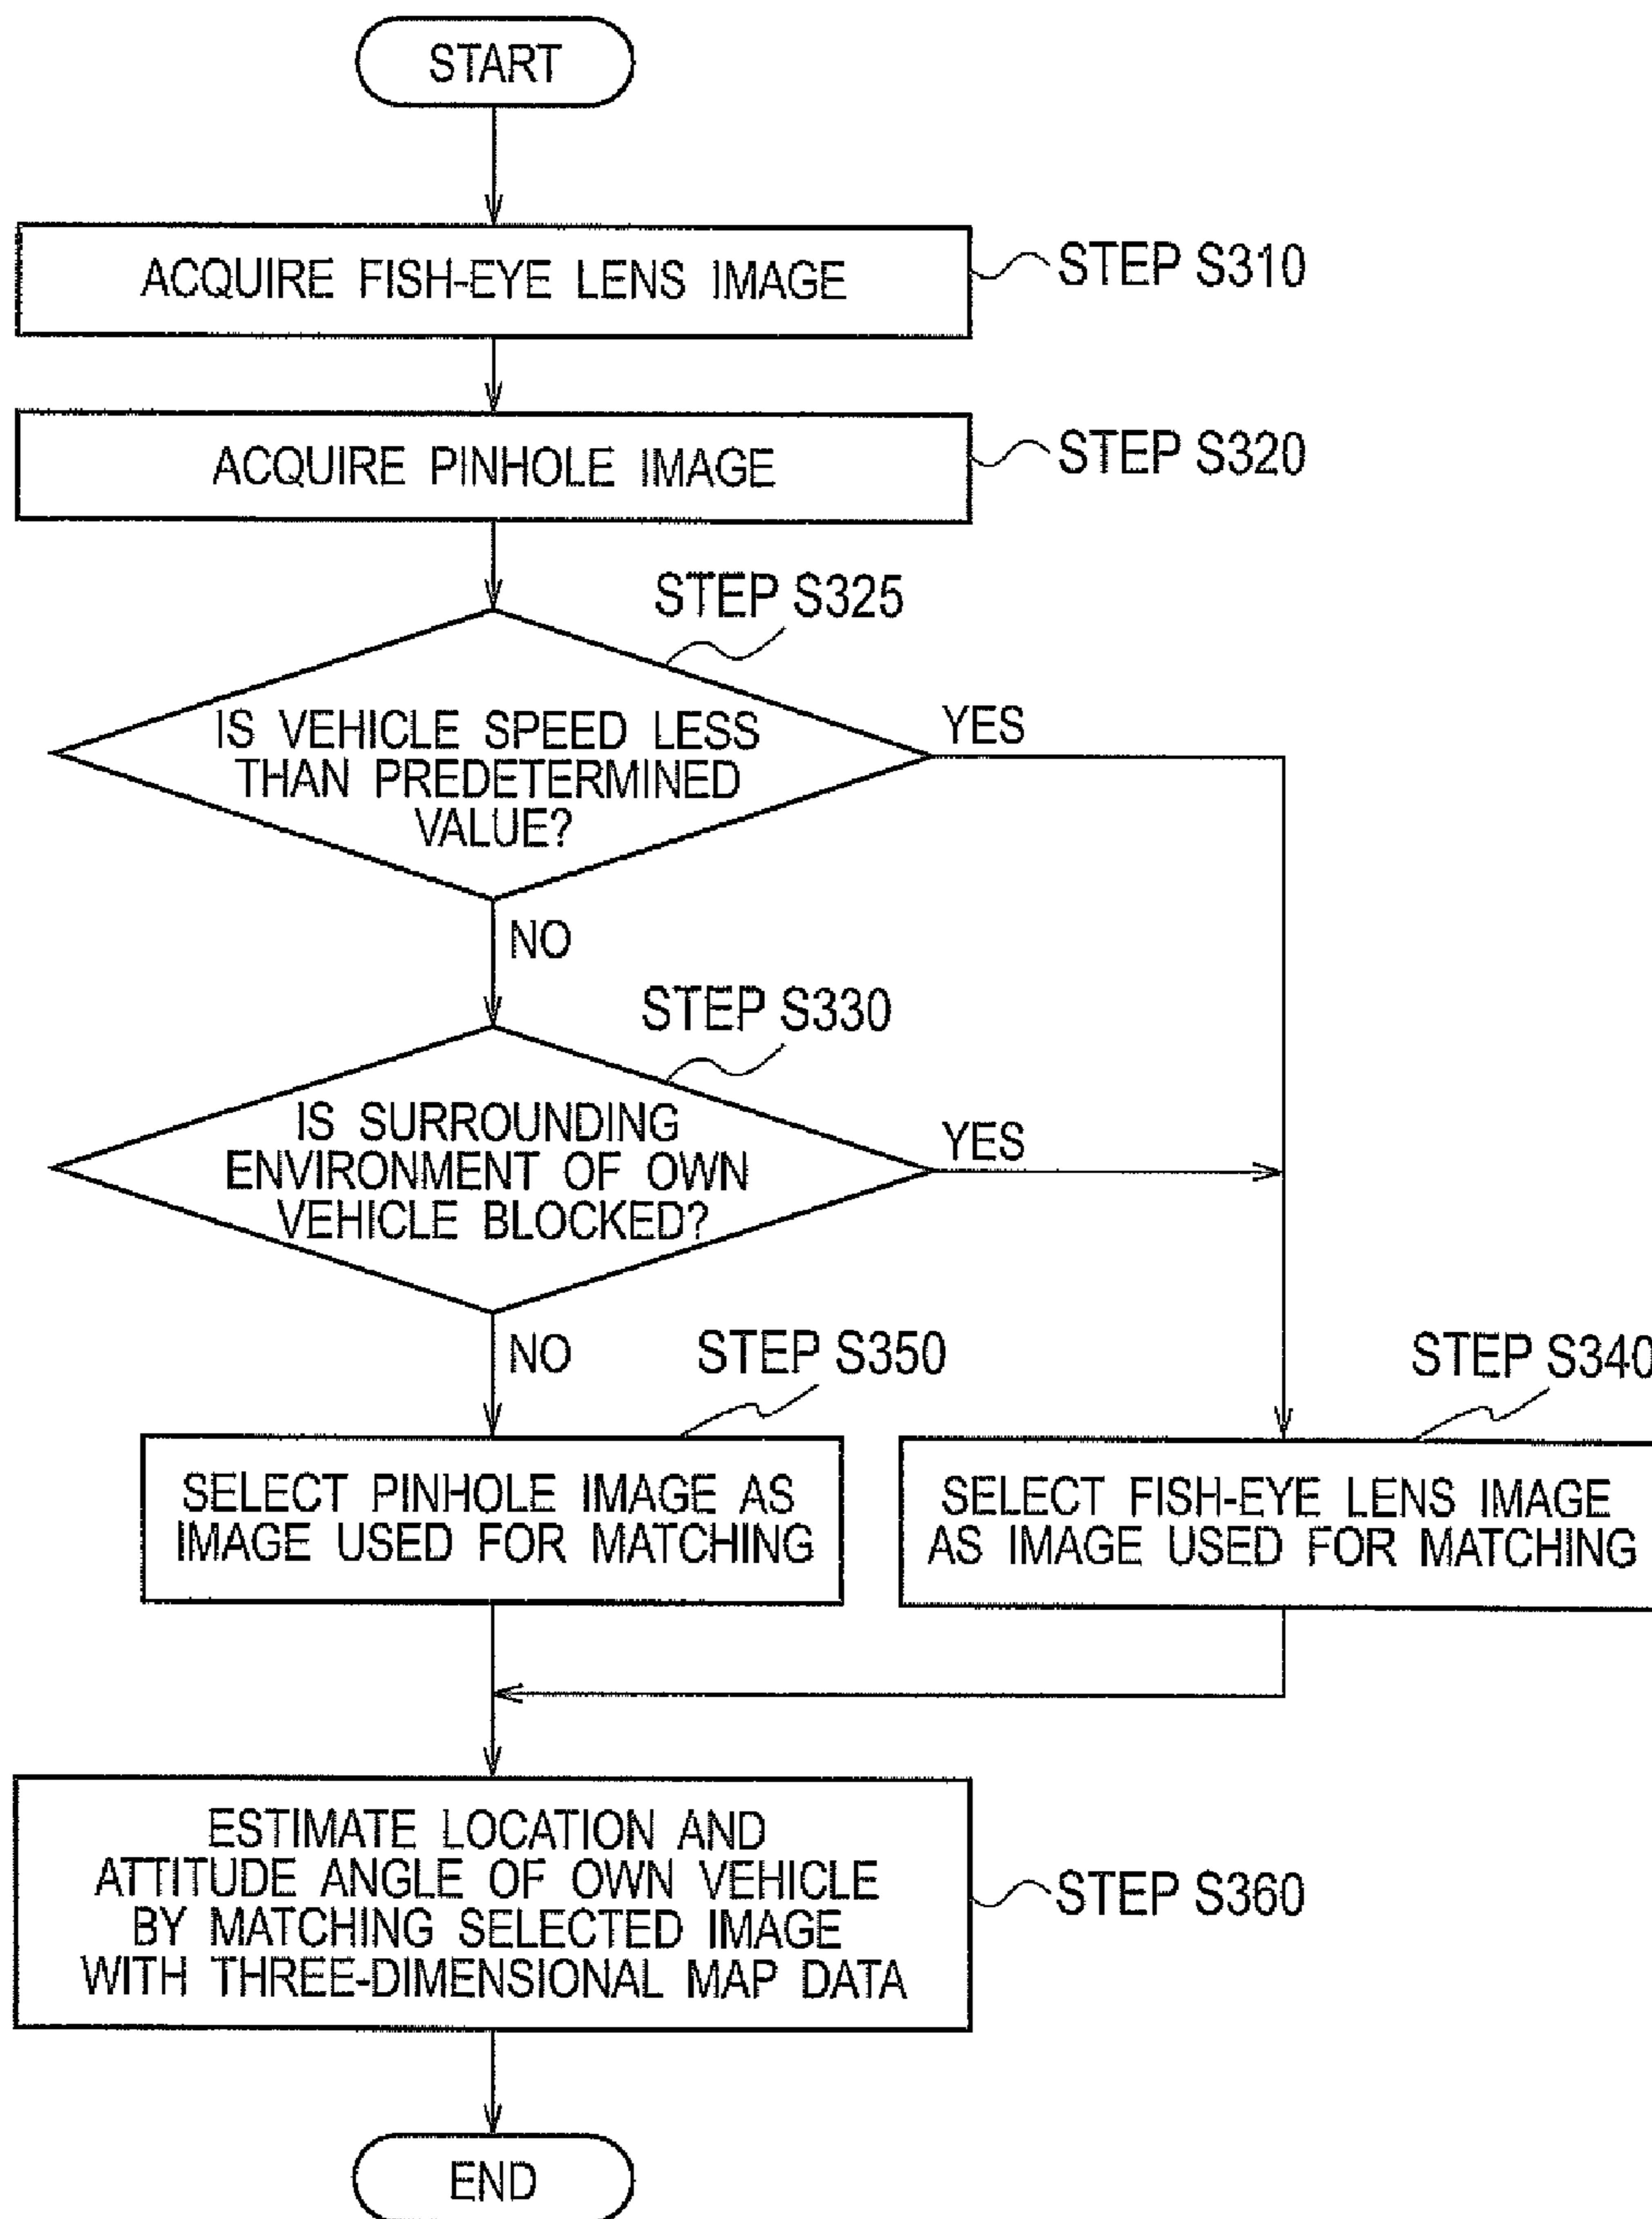 START
ACQUIRE FISH-EYE LENS IMAGE
STEP S310
ACQUIRE PINHOLE IMAGE
STEP S320
STEP S325
IS VEHICLE SPEED LESS
THAN PREDETERMINED
VALUE?
YES
NO
STEP S330
IS SURROUNDING
ENVIRONMENT OF OWN
VEHICLE BLOCKED?
YES
NO
STEP S350
STEP S340
SELECT PINHOLE IMAGE AS
IMAGE USED FOR MATCHING
SELECT FISH-EYE LENS IMAGE
AS IMAGE USED FOR MATCHING
ESTIMATE LOCATION AND
ATTITUDE ANGLE OF OWN VEHICLE
BY MATCHING SELECTED IMAGE
WITH THREE-DIMENSIONAL MAP DATA
STEP S360
END